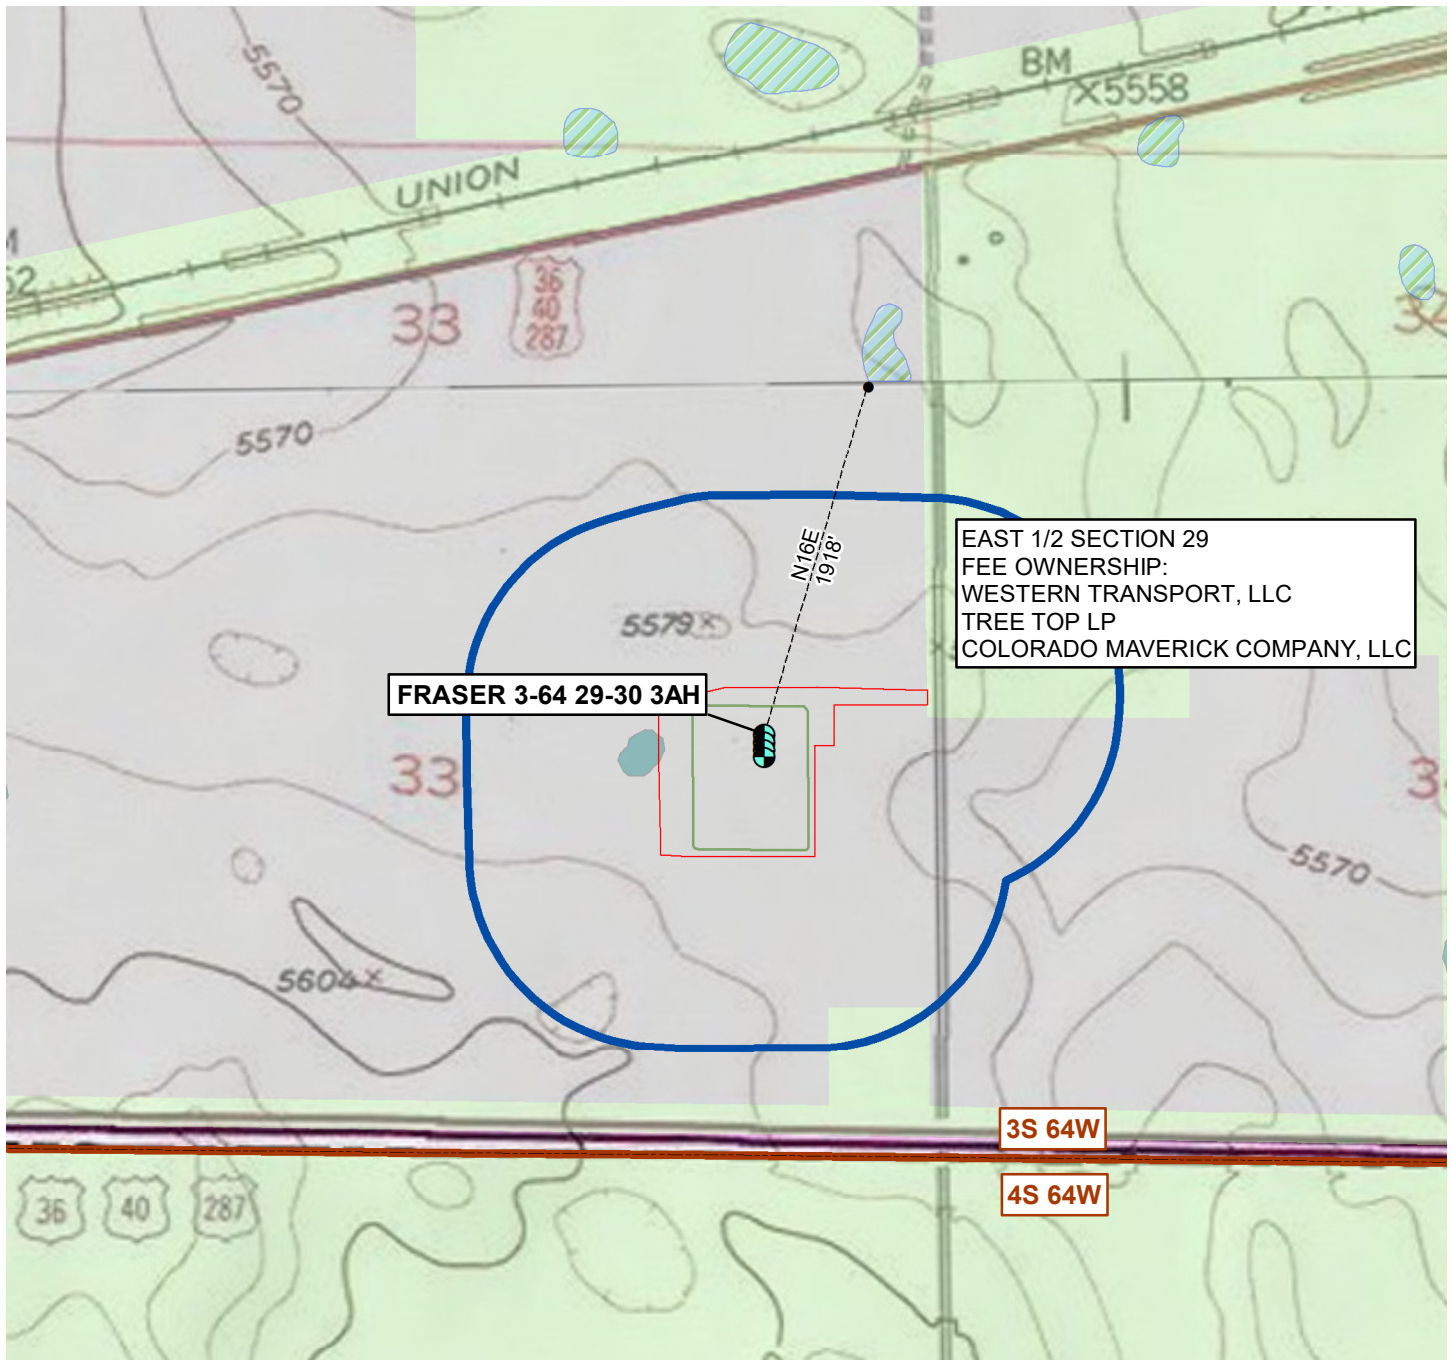 5570
BM
X5558
UNION
33
36
40
287
5570
N16E
1918'
EAST 1/2 SECTION 29
FEE OWNERSHIP:
WESTERN TRANSPORT, LLC
TREE TOP LP
COLORADO MAVERICK COMPANY, LLC
5579×
FRASER 3-64 29-30 3AH
33
5570
5604×
3S 64W
4S 64W
36
40
287